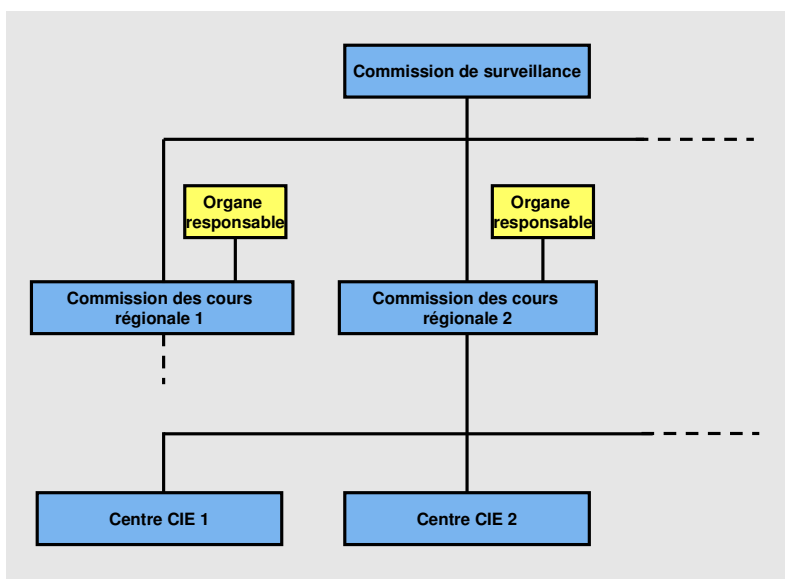 Commission de surveillance
Organe
responsable
Organe
responsable
Commission des cours
régionale 1
Commission des cours
régionale 2
Centre CIE 1
Centre CIE 2